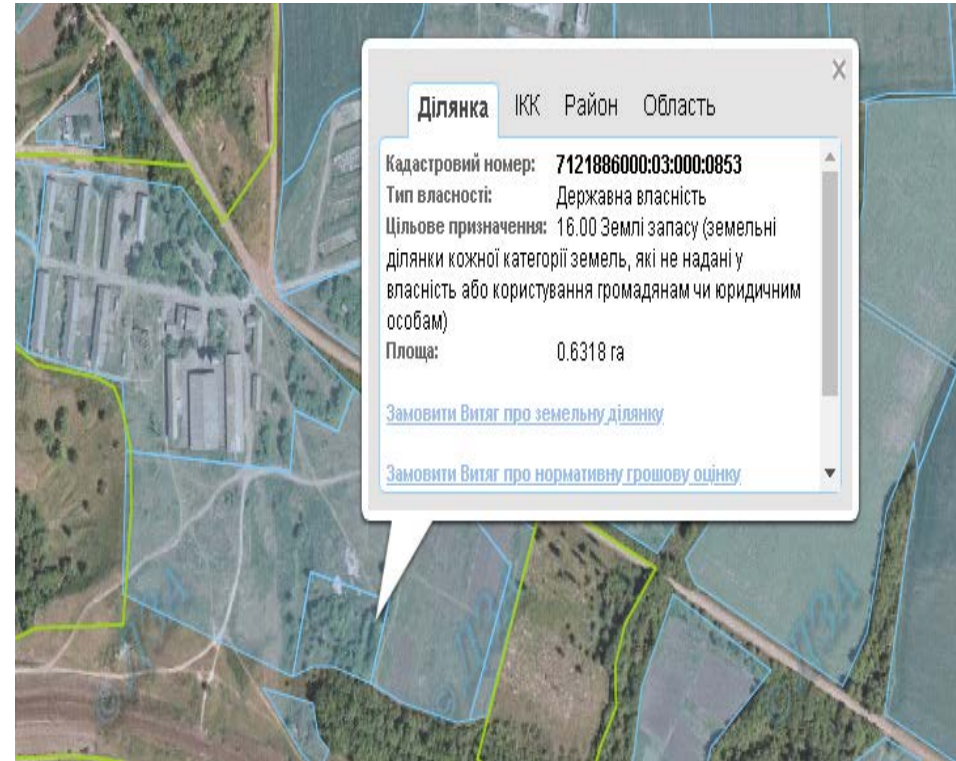 Ділянка ІКК Район Область
Кадастровий номер: 7121886000:03:000:0853
Тип власності: Державна власність
Цільове призначення: 16.00 Землі запасу (земельні
ділянки кожної категорії земель, які не надані у
власність або користування громадянам чи юридичним
особам)
Площа: 0.6318 га
Замовити Витяг про земельну ділянку
Замовити Витяг про нормативну грошову оцінку